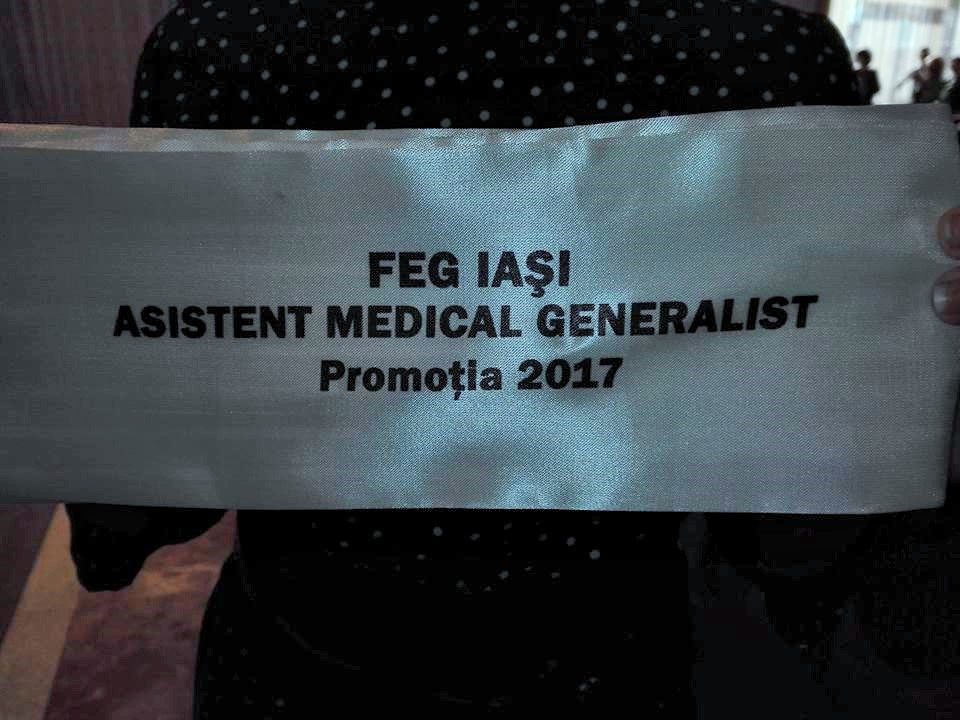 FEG IAŞI
ASISTENT MEDICAL GENERALIST
Promoția 2017